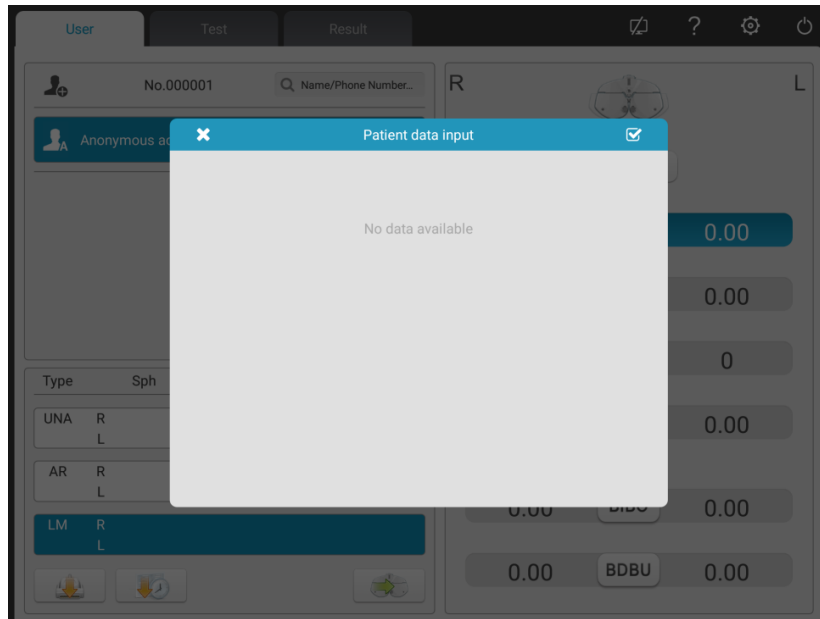 User
Test
Result
?
No.000001
Name/Phone Number...
R
L
Anonymous ac
A
Patient data input
No data available
0.00
0.00
0
0.00
Type Sph
UNA R
L
AR R
L
LM R
L
0.00 BIBU 0.00
0.00 BDBU 0.00